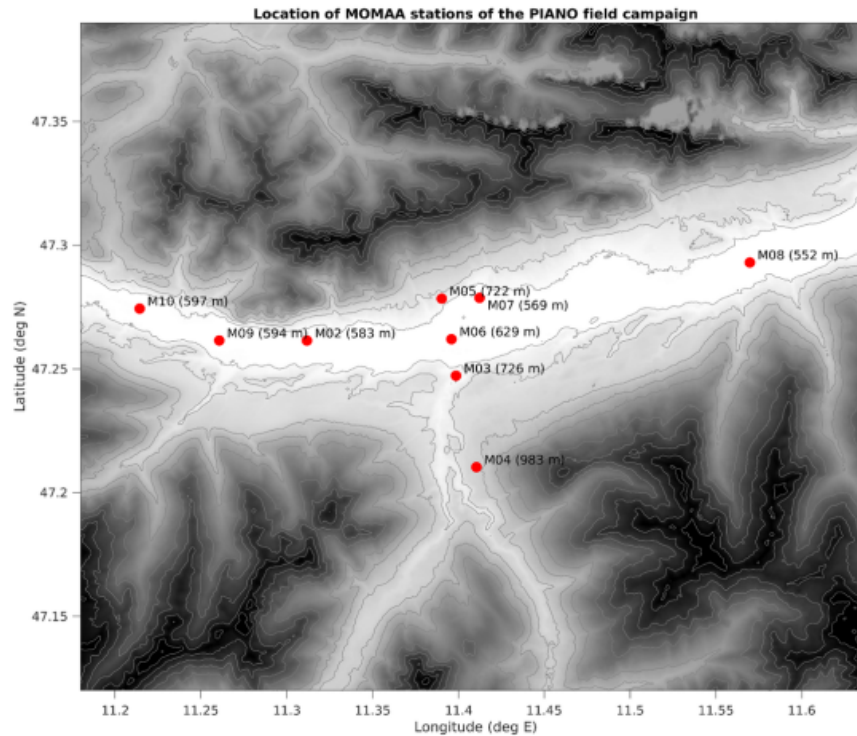 Location of MOMAA stations of the PIANO field campaign
47.35
47.3
M08 (552 m)
M05 (722 m)
M10 (597 m)
M07 (569 m)
M09 (594 m)
M02 (583 m)
M06 (629 m)
47.25
M03 (726 m)
M04 (983 m)
47.2
47.15
Latitude (deg N)
11.2 11.25 11.3 11.35 11.4 11.45 11.5 11.55 11.6
Longitude (deg E)